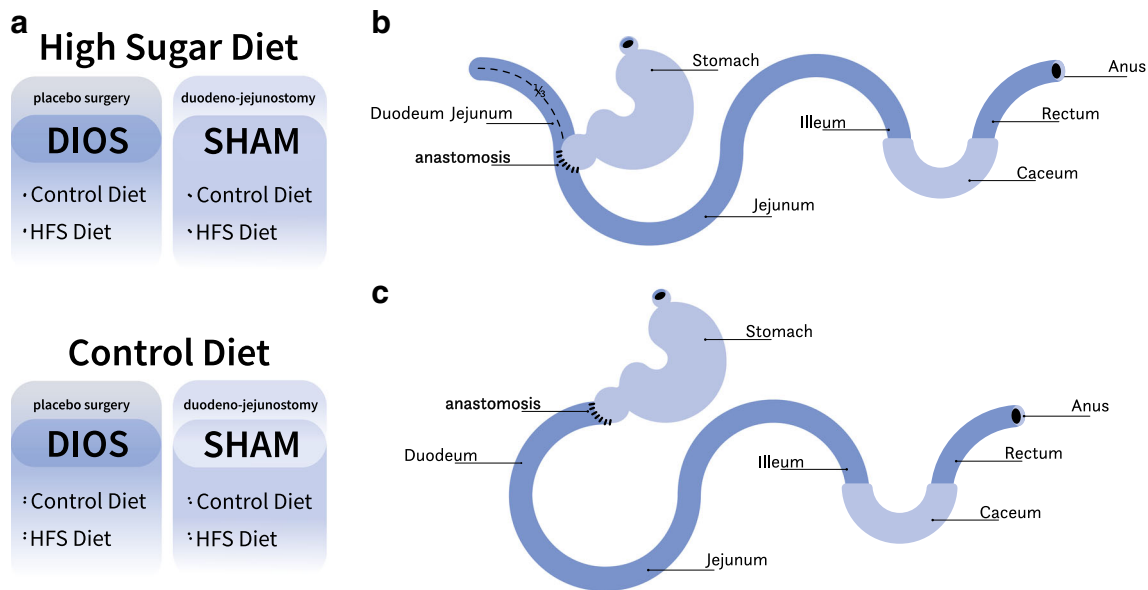 a
High Sugar Diet
placebo surgery
DIOS
· Control Diet
· HFS Diet
duodeno-jejunostomy
SHAM
· Control Diet
· HFS Diet
Control Diet
placebo surgery
DIOS
: Control Diet
: HFS Diet
duodeno-jejunostomy
SHAM
: Control Diet
: HFS Diet
b
Stomach
Anus
⅓
Duodeum Jejunum
Illeum
Rectum
anastomosis
Caceum
Jejunum
c
Stomach
anastomosis
Anus
Duodeum
Illeum
Rectum
Caceum
Jejunum